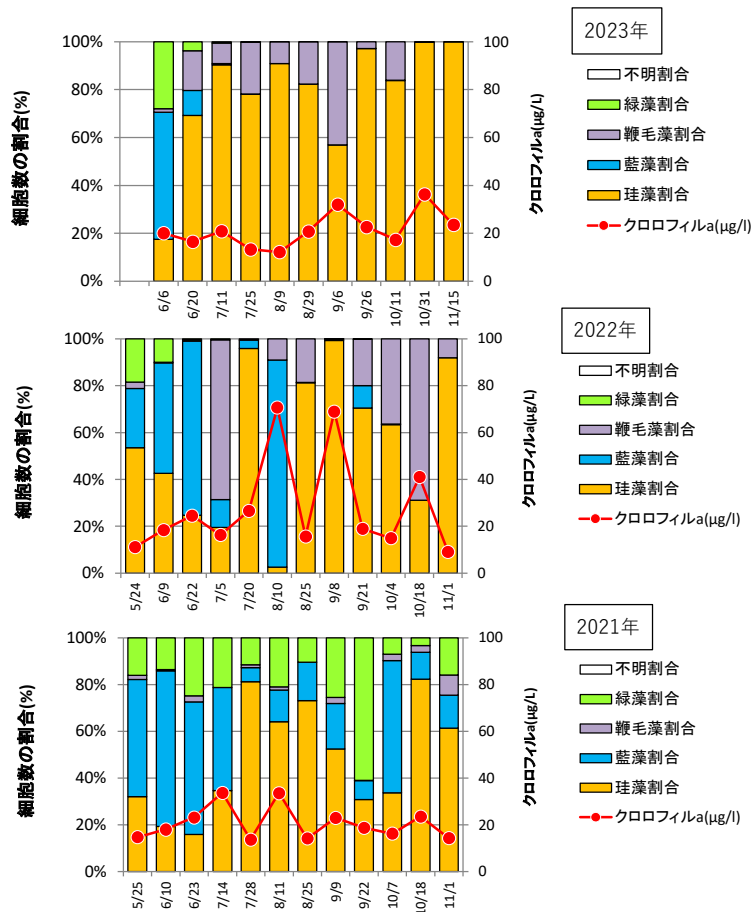 2023年
細胞数の割合(%)
100%
80%
60%
40%
20%
0%
100
80
60
40
20
0
クロロフィルa(μg/L)
不明割合
緑藻割合
鞭毛藻割合
藍藻割合
珪藻割合
クロロフィルa(μg/l)
6/6
6/20
7/11
7/25
8/9
8/29
9/6
9/26
10/11
10/31
11/15
2022年
細胞数の割合(%)
100%
80%
60%
40%
20%
0%
100
80
60
40
20
0
クロロフィルa(μg/L)
不明割合
緑藻割合
鞭毛藻割合
藍藻割合
珪藻割合
クロロフィルa(μg/l)
5/24
6/9
6/22
7/5
7/20
8/10
8/25
9/8
9/21
10/4
10/18
11/1
2021年
細胞数の割合(%)
100%
80%
60%
40%
20%
0%
100
80
60
40
20
0
クロロフィルa(μg/L)
不明割合
緑藻割合
鞭毛藻割合
藍藻割合
珪藻割合
クロロフィルa(μg/l)
5/25
6/10
6/23
7/14
7/28
8/11
8/25
9/9
9/22
10/7
10/18
11/1